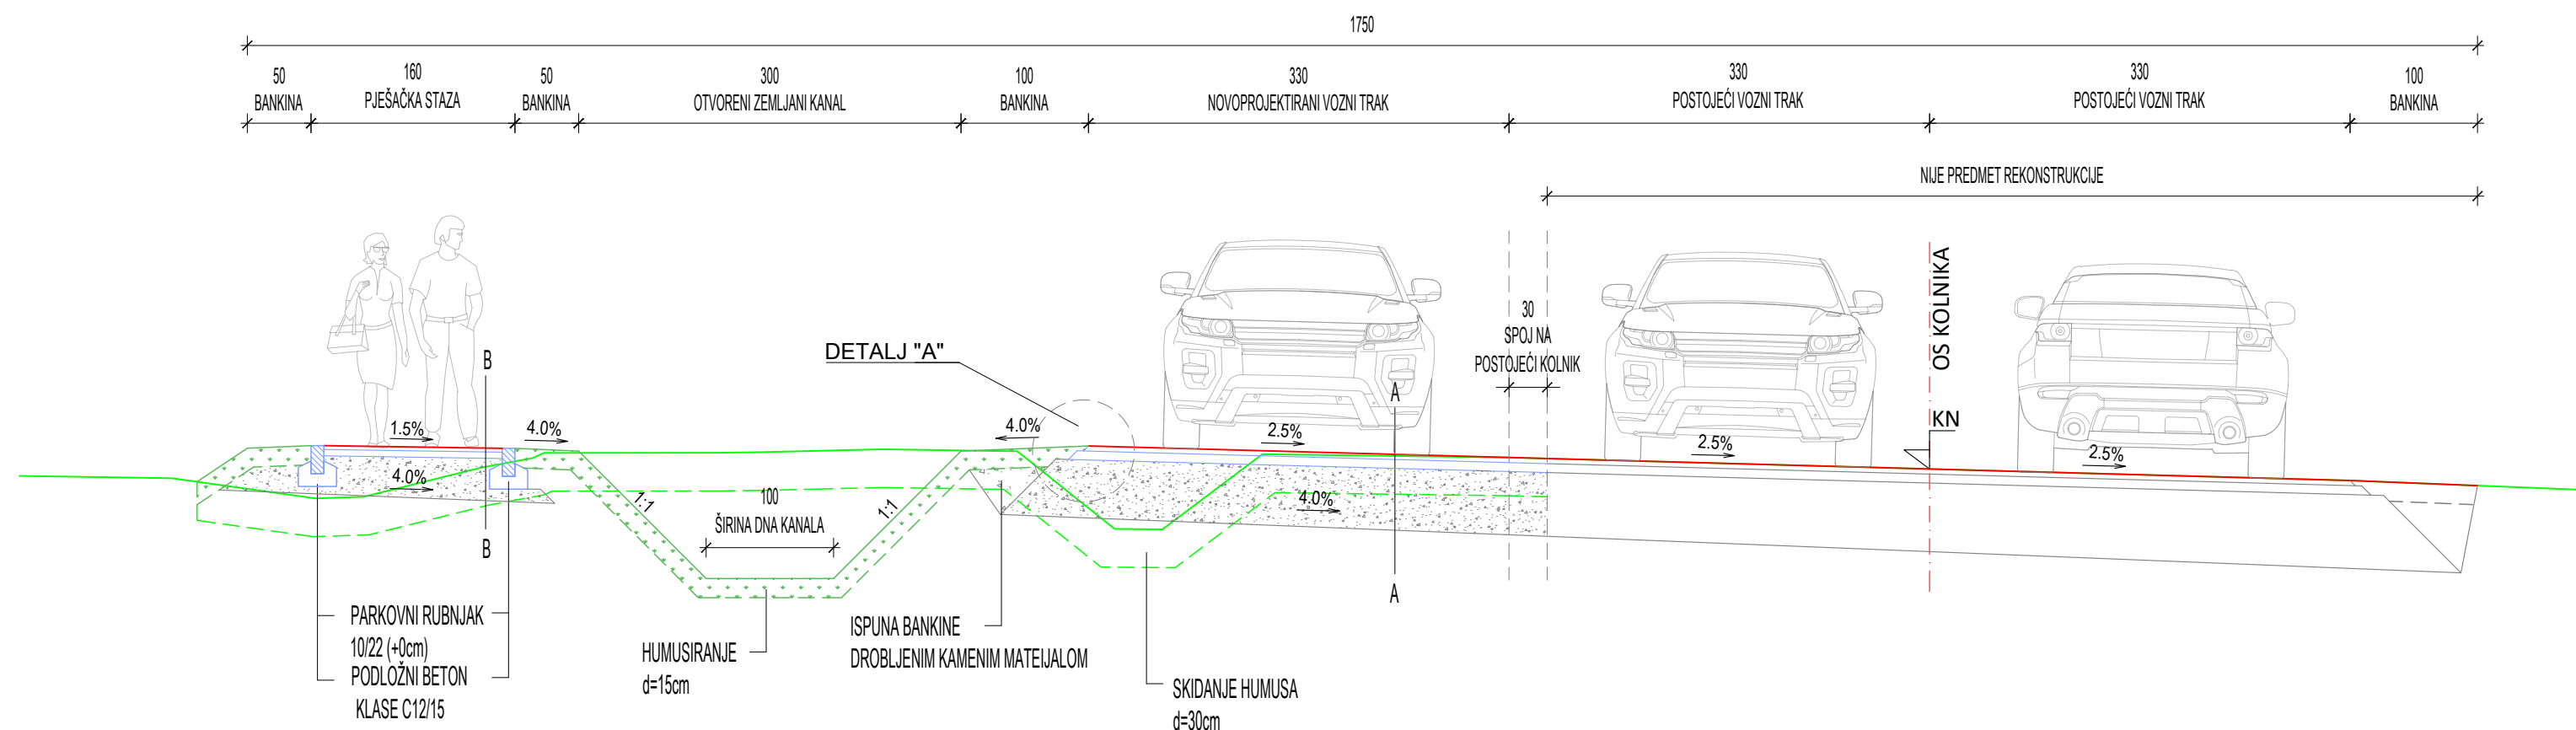 1750
50
BANKINA
160
PJEŠAČKA STAZA
50
BANKINA
300
OTVORENI ZEMLJANI KANAL
100
BANKINA
330
NOVOPROJEKTIRANI VOZNI TRAK
330
POSTOJEĆI VOZNI TRAK
330
POSTOJEĆI VOZNI TRAK
100
BANKINA
NIJE PREDMET REKONSTRUKCIJE
OS KOLNIKA
KN
30
SPOJ NA
POSTOJEĆI KOLNIK
DETALJ "A"
B
A
1.5%
4.0%
4.0%
2.5%
2.5%
2.5%
4.0%
4.0%
1:1
1:1
100
ŠIRINA DNA KANALA
B
A
PARKOVNI RUBNJAK
10/22 (+0cm)
PODLOŽNI BETON
KLASE C12/15
HUMUSIRANJE
d=15cm
ISPUNA BANKINE
DROBLJENIM KAMENIM MATEIJALOM
SKIDANJE HUMUSA
d=30cm